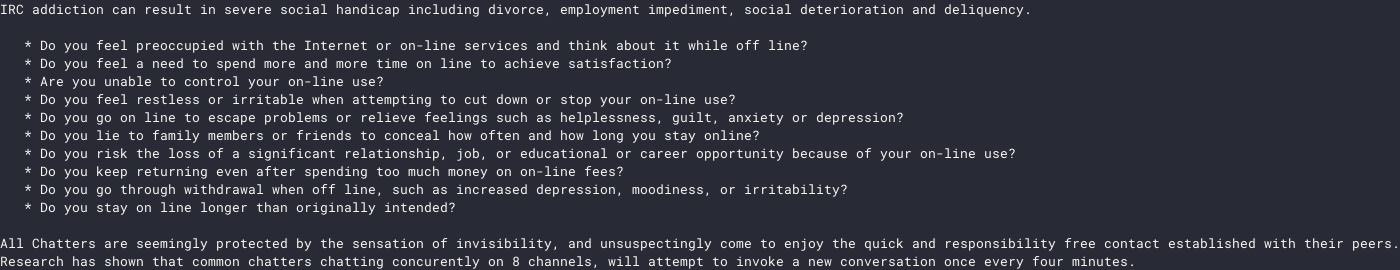 IRC addiction can result in severe social handicap including divorce, employment impediment, social deterioration and deliquency.
* Do you feel preoccupied with the Internet or on-line services and think about it while off line?
* Do you feel a need to spend more and more time on line to achieve satisfaction?
* Are you unable to control your on-line use?
* Do you feel restless or irritable when attempting to cut down or stop your on-line use?
* Do you go on line to escape problems or relieve feelings such as helplessness, guilt, anxiety or depression?
* Do you lie to family members or friends to conceal how often and how long you stay online?
* Do you risk the loss of a significant relationship, job, or educational or career opportunity because of your on-line use?
* Do you keep returning even after spending too much money on on-line fees?
* Do you go through withdrawal when off line, such as increased depression, moodiness, or irritability?
* Do you stay on line longer than originally intended?
All Chatters are seemingly protected by the sensation of invisibility, and unsuspectingly come to enjoy the quick and responsibility free contact established with their peers.
Research has shown that common chatters chatting concurently on 8 channels, will attempt to invoke a new conversation once every four minutes.